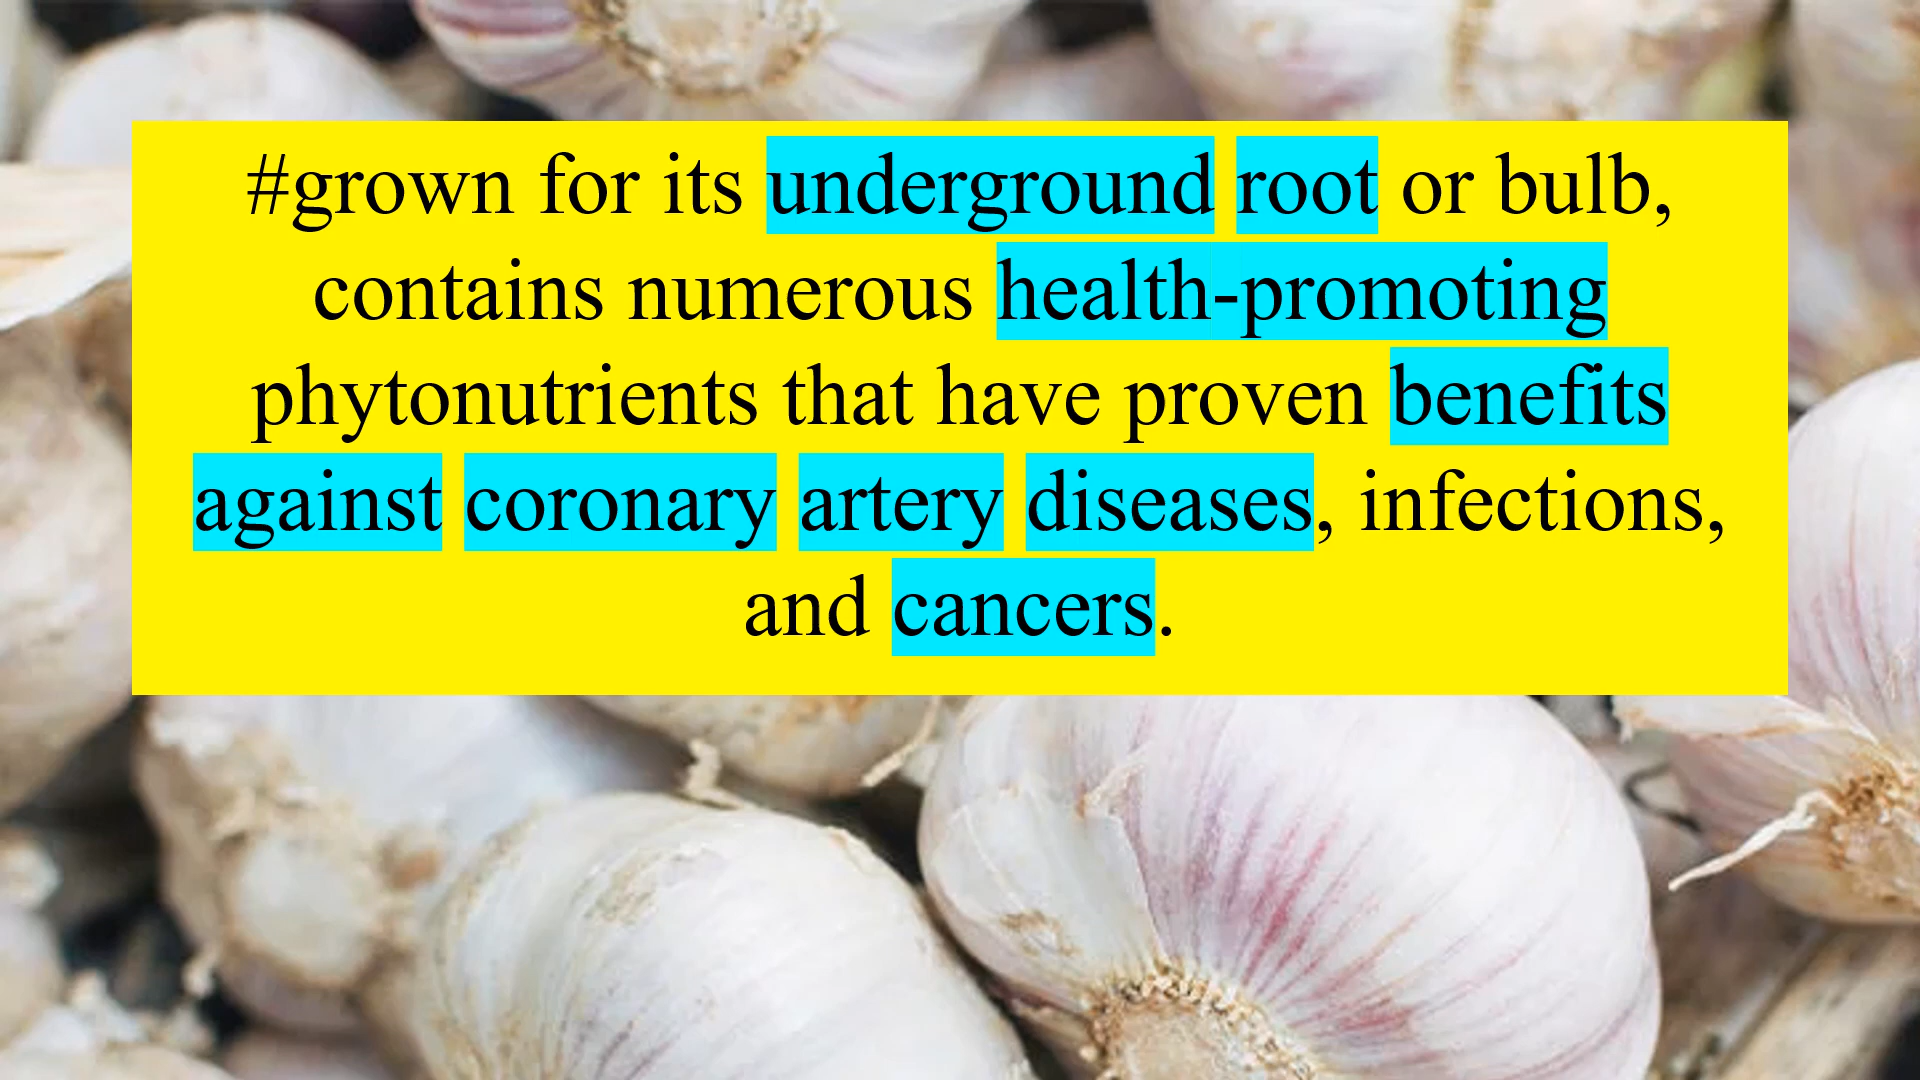 #grown for its underground root or bulb,
contains numerous health-promoting
phytonutrients that have proven benefits
against coronary artery diseases, infections,
and cancers.